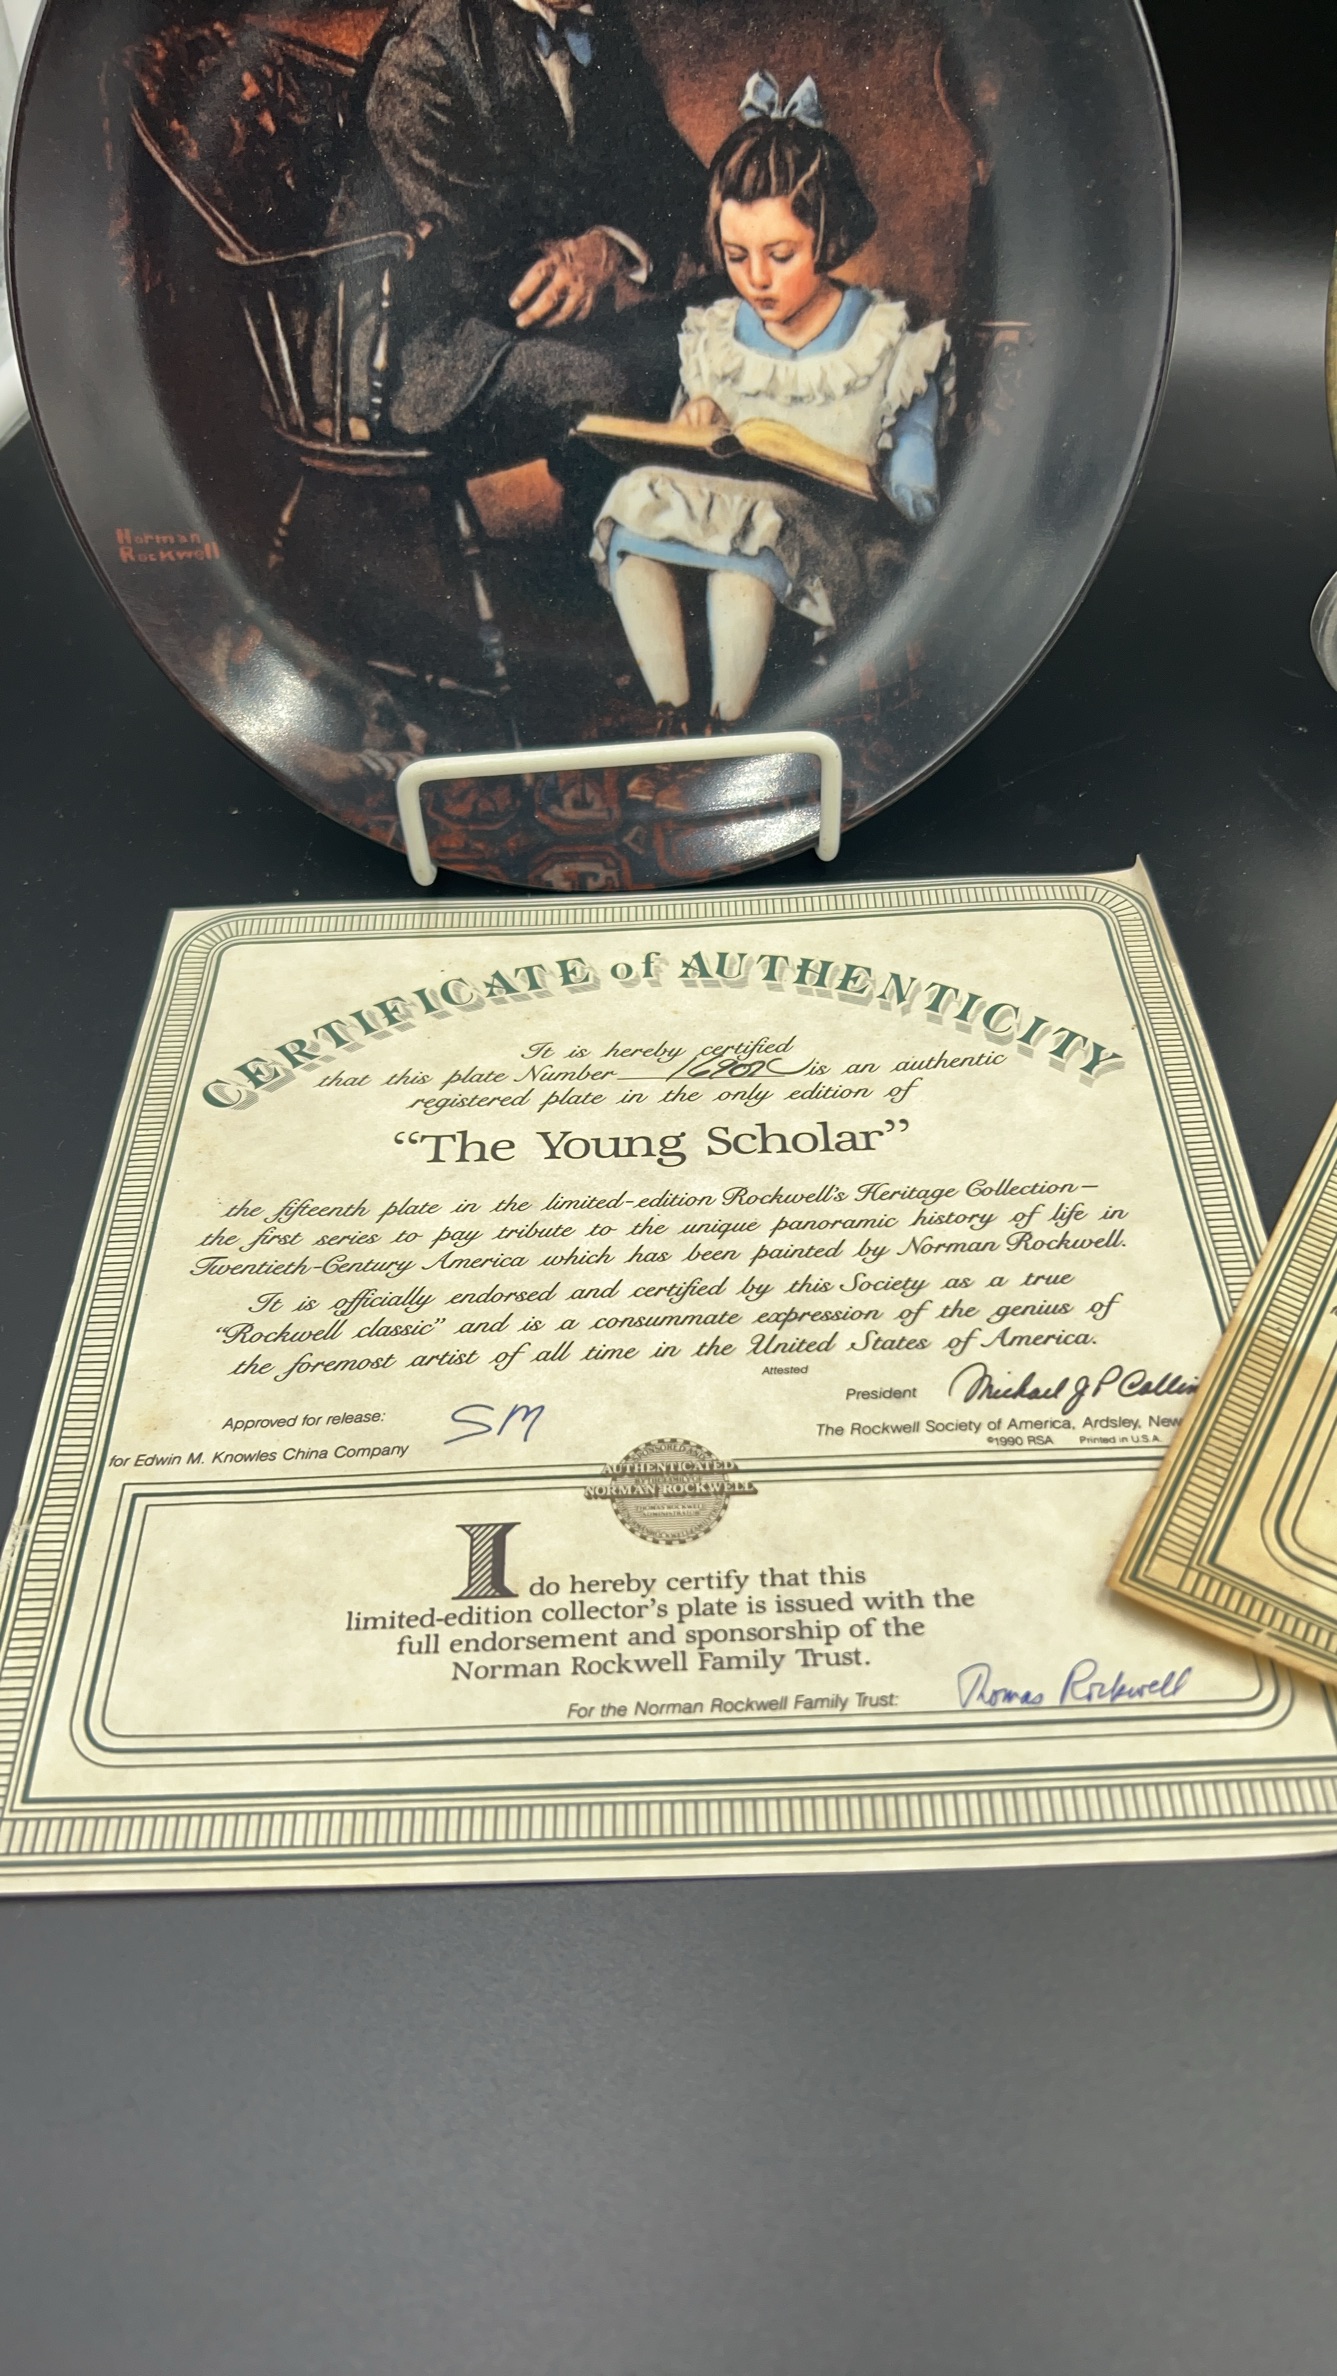 Norman
Rockwell
CERTIFICATE of AUTHENTICITY
It is hereby certified
that this plate Number is an authentic
registered plate in the only edition of
“The Young Scholar”
the fifteenth plate in the limited-edition Rockwell's Heritage Collection—
the first series to pay tribute to the unique panoramic history of life in
Twentieth-Century America which has been painted by Norman Rockwell.
It is officially endorsed and certified by this Society as a true
“Rockwell classic” and is a consummate expression of the genius of
the foremost artist of all time in the United States of America.
Attested
President Michael J P Collin
Approved for release: SM
The Rockwell Society of America, Ardsley, New
for Edwin M. Knowles China Company
©1990 RSA Printed in U.S.A.
SPONSORED AND
AUTHENTICATED
NORMAN ROCKWELL
I do hereby certify that this
limited-edition collector's plate is issued with the
full endorsement and sponsorship of the
Norman Rockwell Family Trust.
For the Norman Rockwell Family Trust: Thomas Rockwell